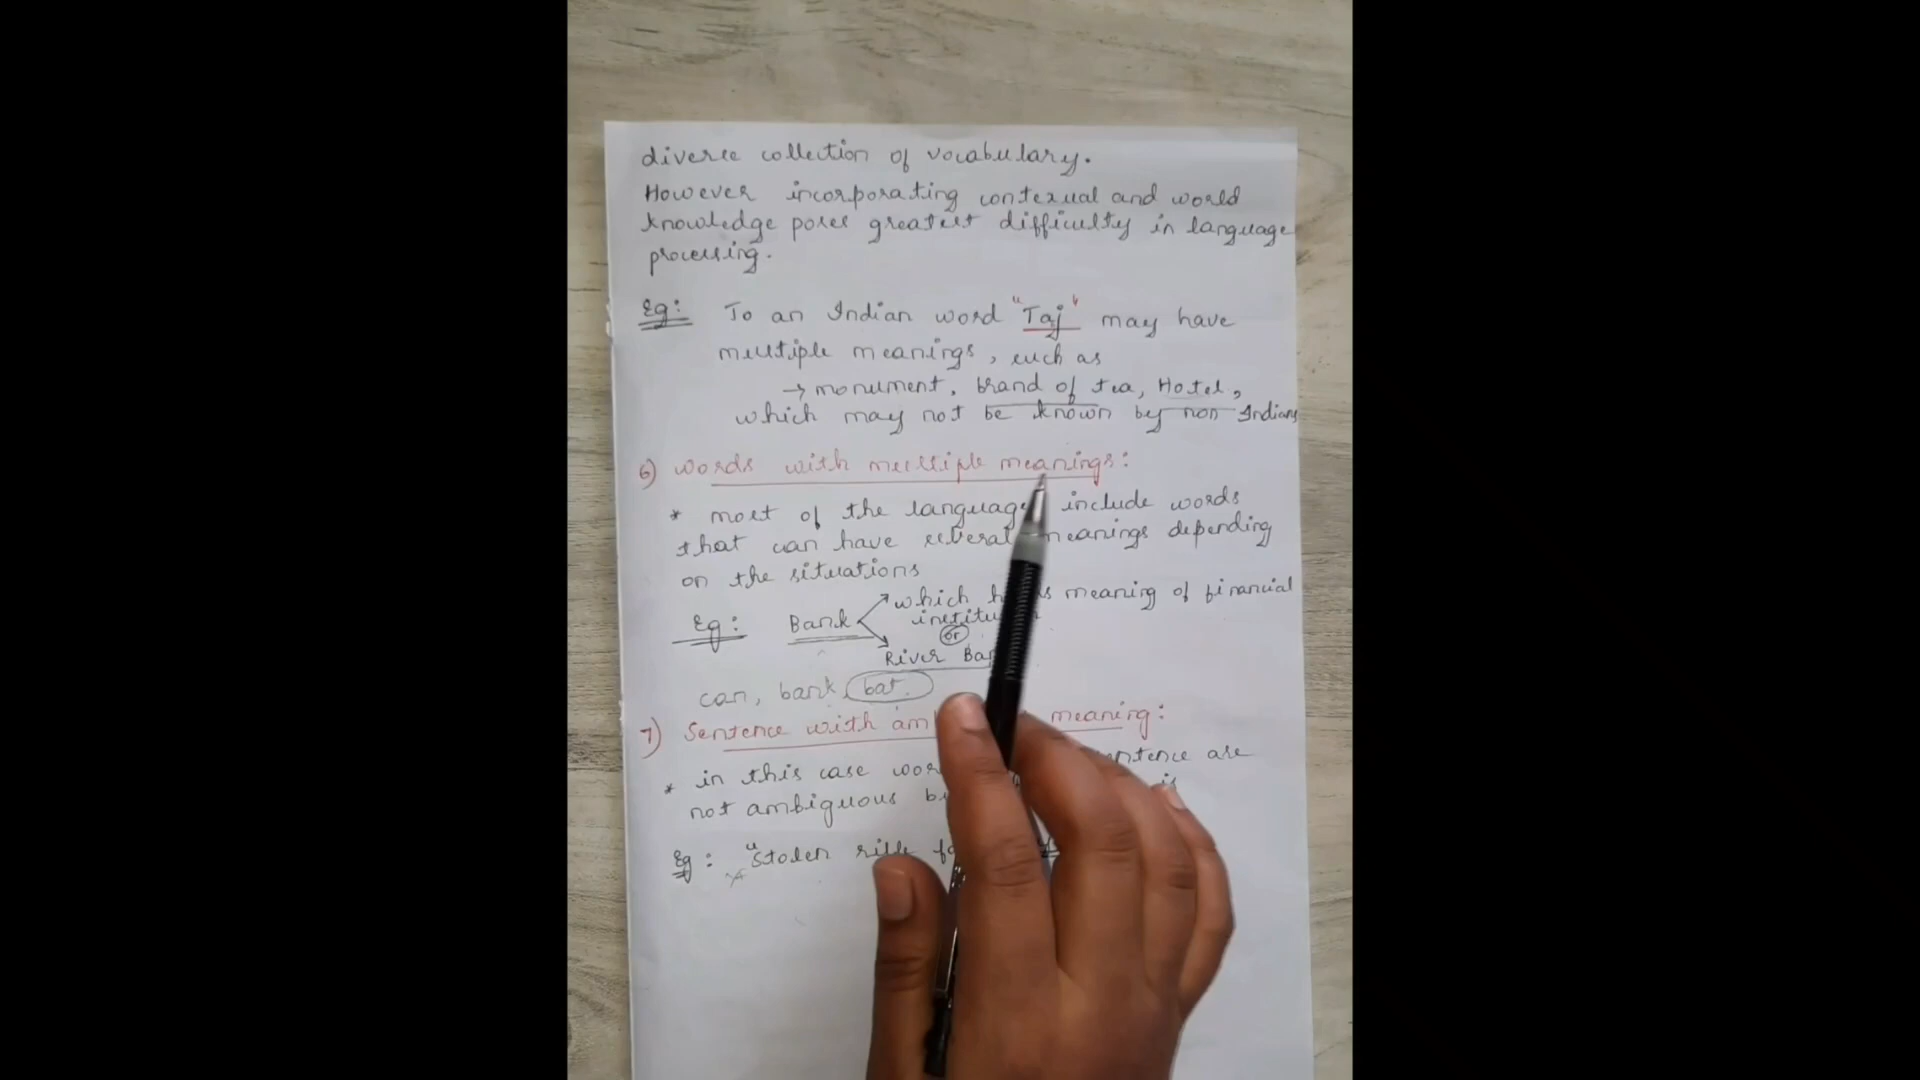 diverse collection of vocabulary.
However incorporating contexual and world
knowledge poses greatest difficulty in language
processing.
Eg: To an Indian word "Taj" may have
multiple meanings, such as
→ monument, brand of tea, Hotel,
which may not be known by non Indians
6) words with multiple meanings:
* most of the language include words
that can have several meanings depending
on the situations
Eg: Bank which meaning of financial
or
River
can, bank, bat.
7) Sentence with meaning:
* in this case sentence are
not ambiguous is
Eg: "Stolen rifle